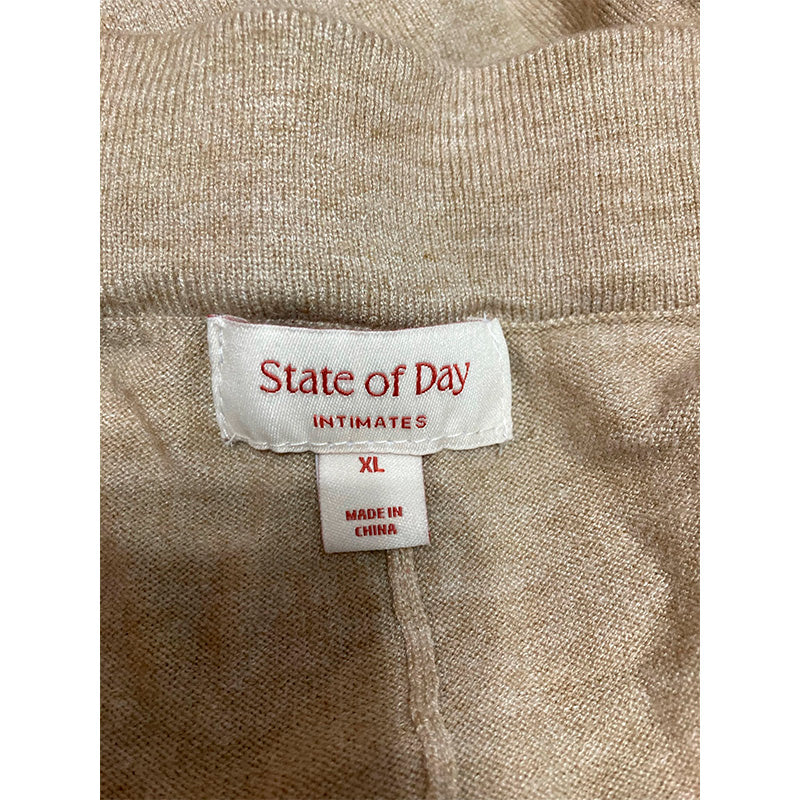 State of Day
INTIMATES
XL
MADE IN
CHINA